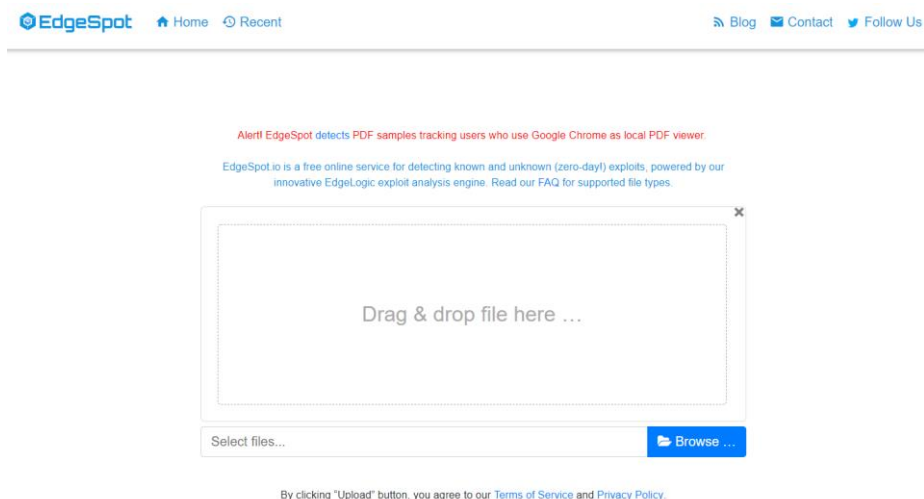 EdgeSpot Home Recent Blog Contact Follow Us
Alert! EdgeSpot detects PDF samples tracking users who use Google Chrome as local PDF viewer.
EdgeSpot.io is a free online service for detecting known and unknown (zero-day!) exploits, powered by our
innovative EdgeLogic exploit analysis engine. Read our FAQ for supported file types.
Drag & drop file here …
Select files... Browse …
By clicking "Upload" button, you agree to our Terms of Service and Privacy Policy.